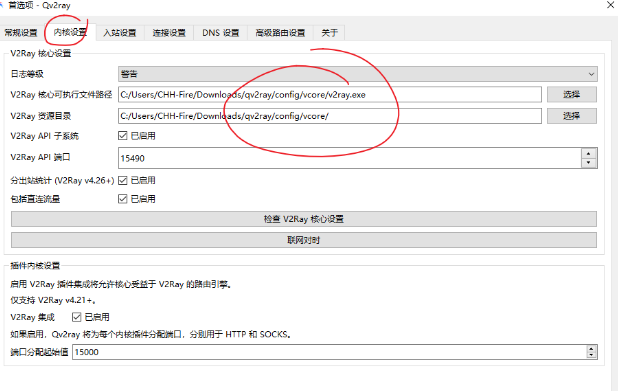 首选项 - Qv2ray
常规设置 内核设置 入站设置 连接设置 DNS 设置 高级路由设置 关于
V2Ray 核心设置
日志等级 警告
V2Ray 核心可执行文件路径 C:/Users/CHH-Fire/Downloads/qv2ray/config/vcore/v2ray.exe 选择
V2Ray 资源目录 C:/Users/CHH-Fire/Downloads/qv2ray/config/vcore/ 选择
V2Ray API 子系统 已启用
V2Ray API 端口 15490
分出站统计 (V2Ray v4.26+) 已启用
包括直连流量 已启用
检查 V2Ray 核心设置
联网对时
插件内核设置
启用 V2Ray 插件集成将允许核心受益于 V2Ray 的路由引擎。
仅支持 V2Ray v4.21+。
V2Ray 集成 已启用
如果启用，Qv2ray 将为每个内核插件分配端口，分别用于 HTTP 和 SOCKS。
端口分配起始值 15000